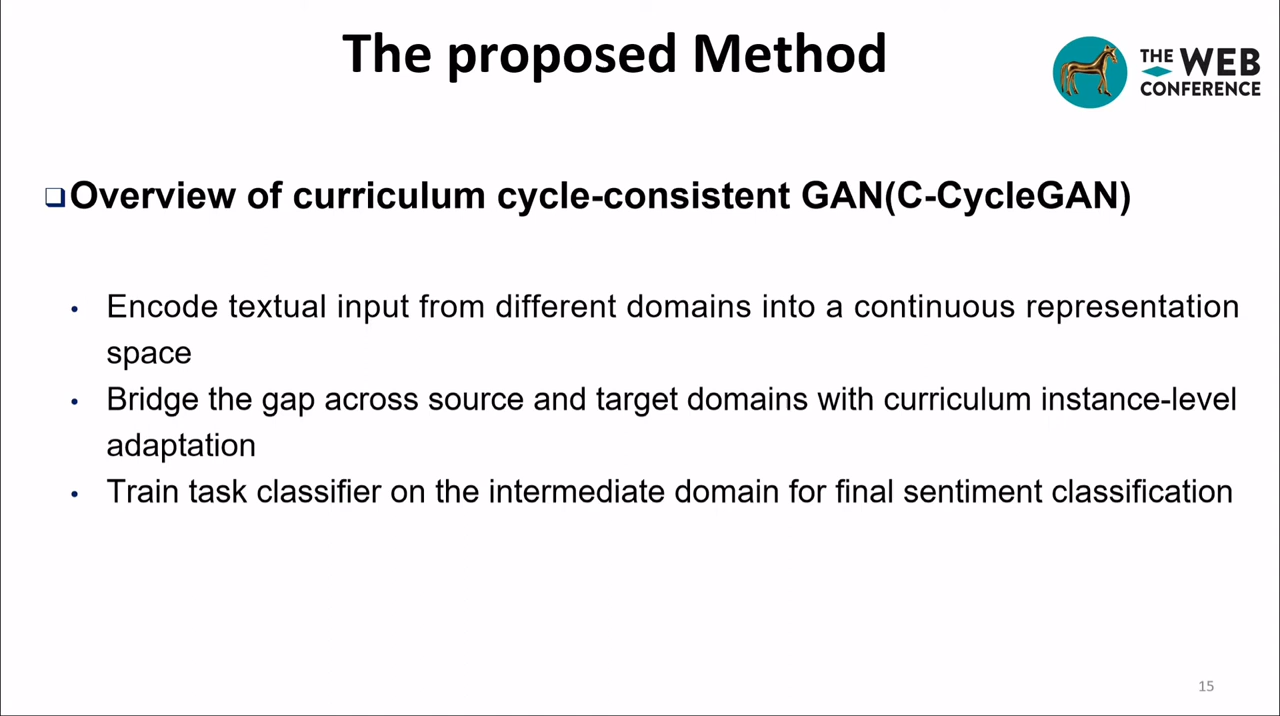 The proposed Method
THE WEB
CONFERENCE
Overview of curriculum cycle-consistent GAN(C-CycleGAN)
• Encode textual input from different domains into a continuous representation
space
• Bridge the gap across source and target domains with curriculum instance-level
adaptation
• Train task classifier on the intermediate domain for final sentiment classification
15